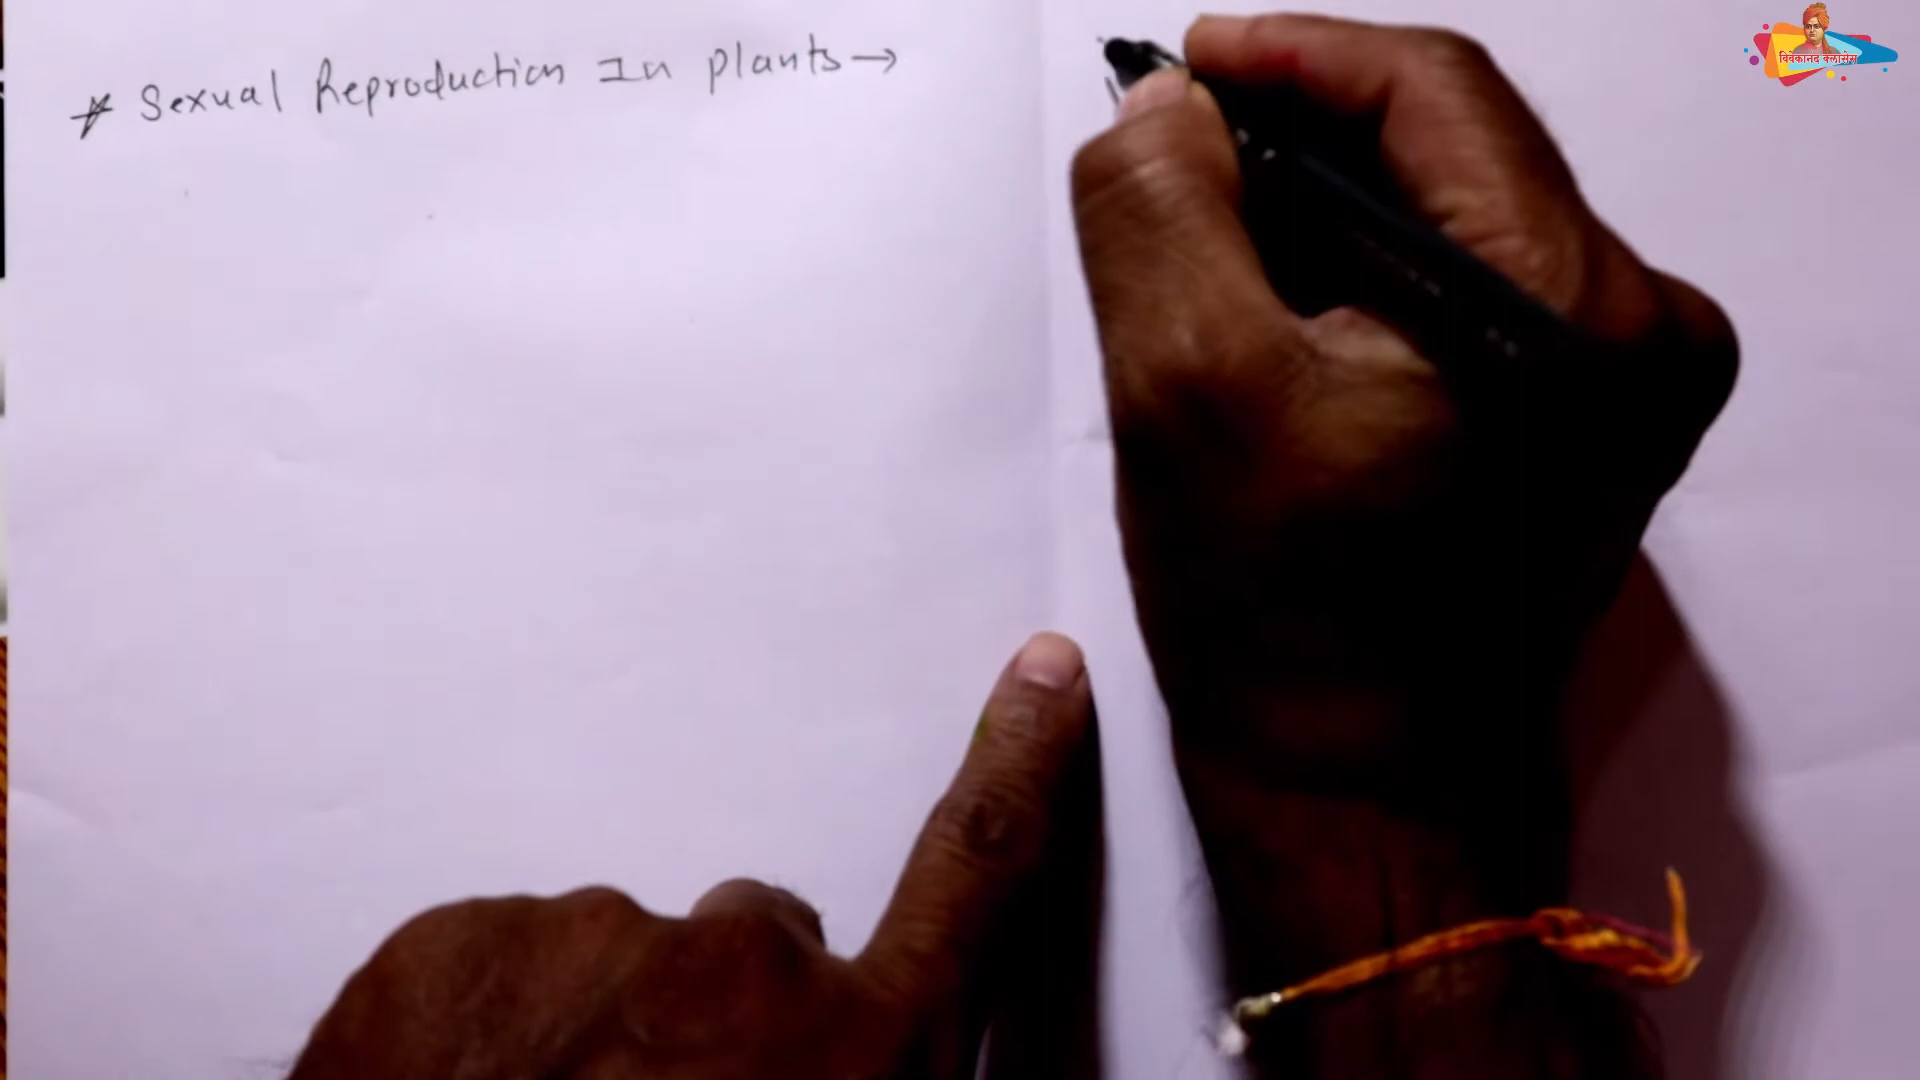 * Sexual Reproduction In plants →
विवेकानंद क्लासेस